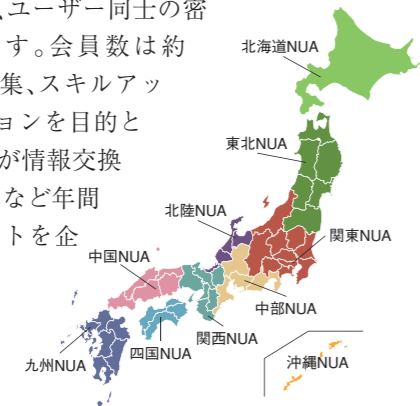 、ユーザー同士の密
す。会員数は約
集、スキルアッ
ョンを目的と
が情報交換
など年間
トを企
北海道NUA
東北NUA
北陸NUA
関東NUA
中国NUA
中部NUA
関西NUA
四国NUA
九州NUA
沖縄NUA